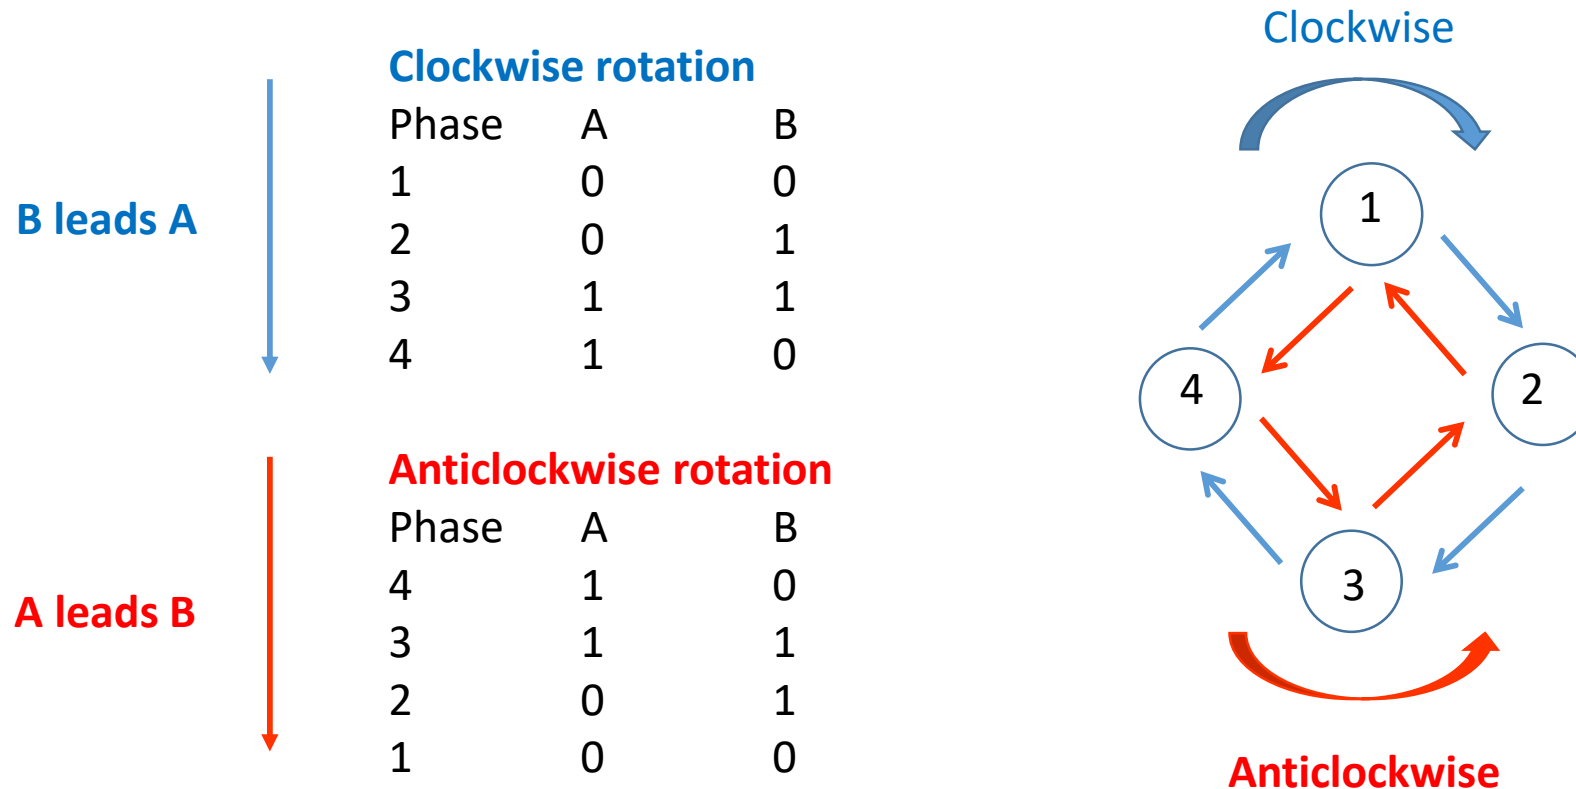 Clockwise rotation
Phase A B
1 0 0
2 0 1
3 1 1
4 1 0
B leads A
Anticlockwise rotation
Phase A B
4 1 0
3 1 1
2 0 1
1 0 0
A leads B
Clockwise
1
4
2
3
Anticlockwise